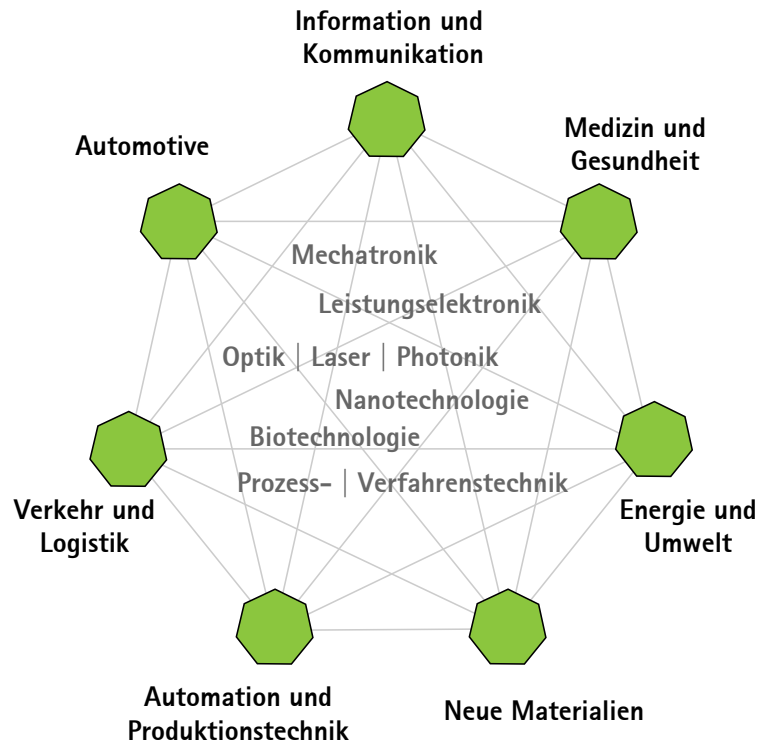 Information und
Kommunikation
Medizin und
Gesundheit
Automotive
Mechatronik
Leistungselektronik
Optik | Laser | Photonik
Nanotechnologie
Biotechnologie
Prozess- | Verfahrenstechnik
Verkehr und
Logistik
Energie und
Umwelt
Automation und
Produktionstechnik
Neue Materialien